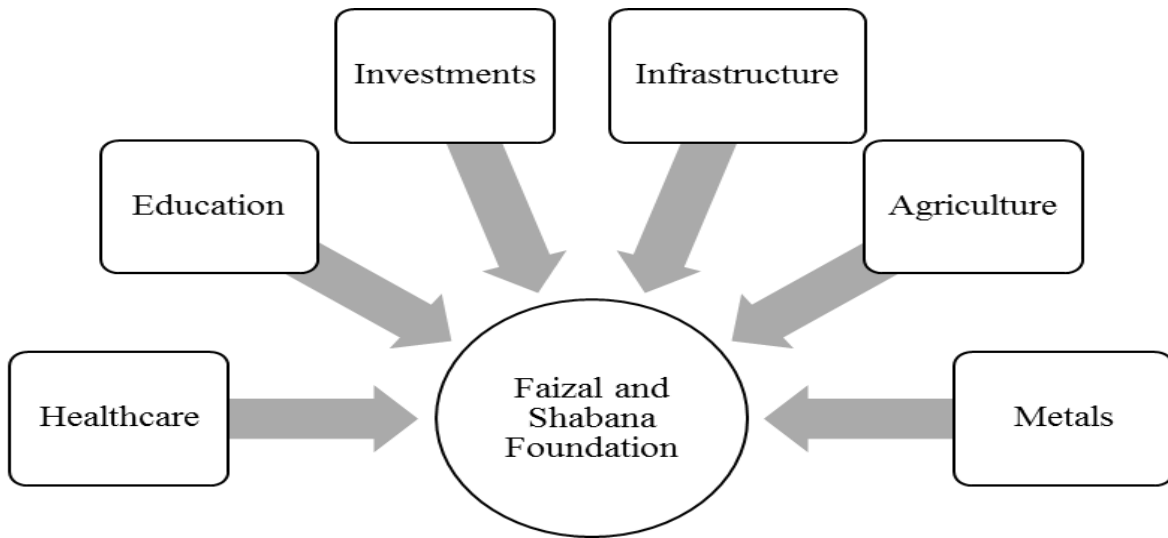 Investments
Infrastructure
Education
Agriculture
Healthcare
Faizal and
Shabana
Foundation
Metals